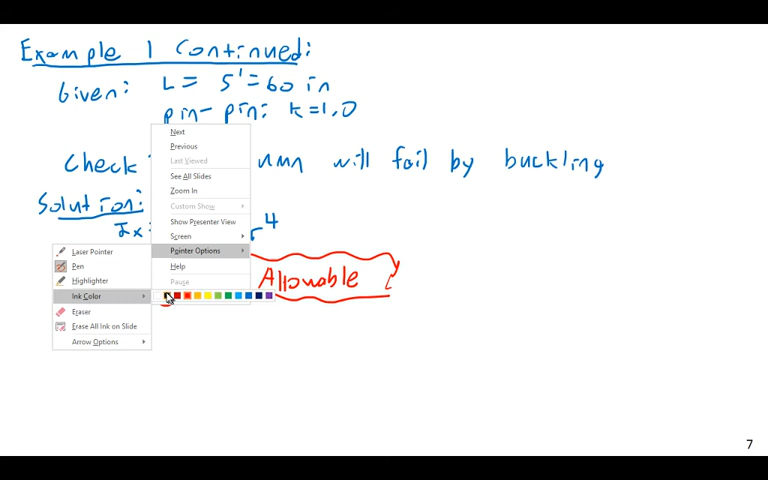 Example 1 Continued:
Given: L = 5' = 60 in
pin-pin: k=1.0
Check will fail by buckling
Solution:
Ix
4
Allowable
Next
Previous
Last Viewed
See All Slides
Zoom In
Custom Show
Show Presenter View
Screen
Pointer Options
Help
Pause
Laser Pointer
Pen
Highlighter
Ink Color
Eraser
Erase All Ink on Slide
Arrow Options
7